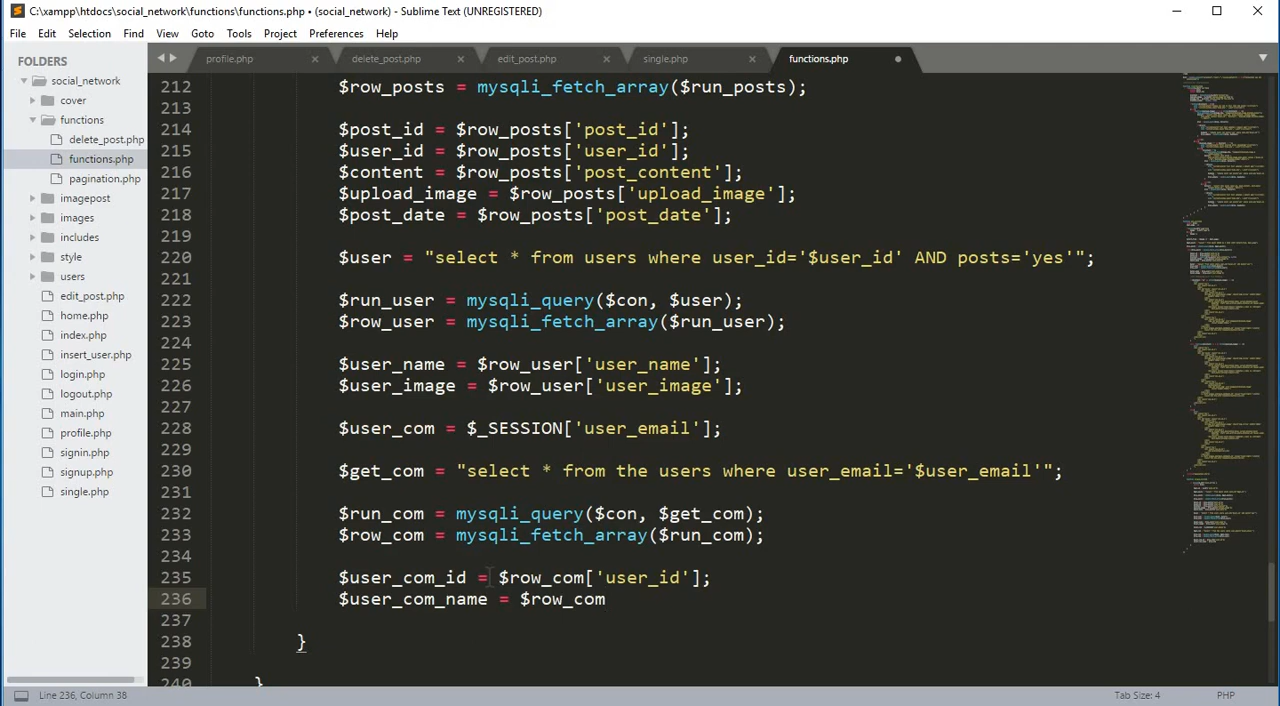 C:\xampp\htdocs\social_network\functions\functions.php • (social_network) - Sublime Text (UNREGISTERED)
File Edit Selection Find View Goto Tools Project Preferences Help
FOLDERS
social_network
cover
functions
delete_post.php
functions.php
pagination.php
imagepost
images
includes
style
users
edit_post.php
home.php
index.php
insert_user.php
login.php
logout.php
main.php
profile.php
signin.php
signup.php
single.php
profile.php delete_post.php edit_post.php single.php functions.php
212 $row_posts = mysqli_fetch_array($run_posts);
213
214 $post_id = $row_posts['post_id'];
215 $user_id = $row_posts['user_id'];
216 $content = $row_posts['post_content'];
217 $upload_image = $row_posts['upload_image'];
218 $post_date = $row_posts['post_date'];
219
220 $user = "select * from users where user_id='$user_id' AND posts='yes'";
221
222 $run_user = mysqli_query($con, $user);
223 $row_user = mysqli_fetch_array($run_user);
224
225 $user_name = $row_user['user_name'];
226 $user_image = $row_user['user_image'];
227
228 $user_com = $_SESSION['user_email'];
229
230 $get_com = "select * from the users where user_email='$user_email'";
231
232 $run_com = mysqli_query($con, $get_com);
233 $row_com = mysqli_fetch_array($run_com);
234
235 $user_com_id = $row_com['user_id'];
236 $user_com_name = $row_com
237
238 }
239
240 }
Line 236, Column 38 Tab Size: 4 PHP